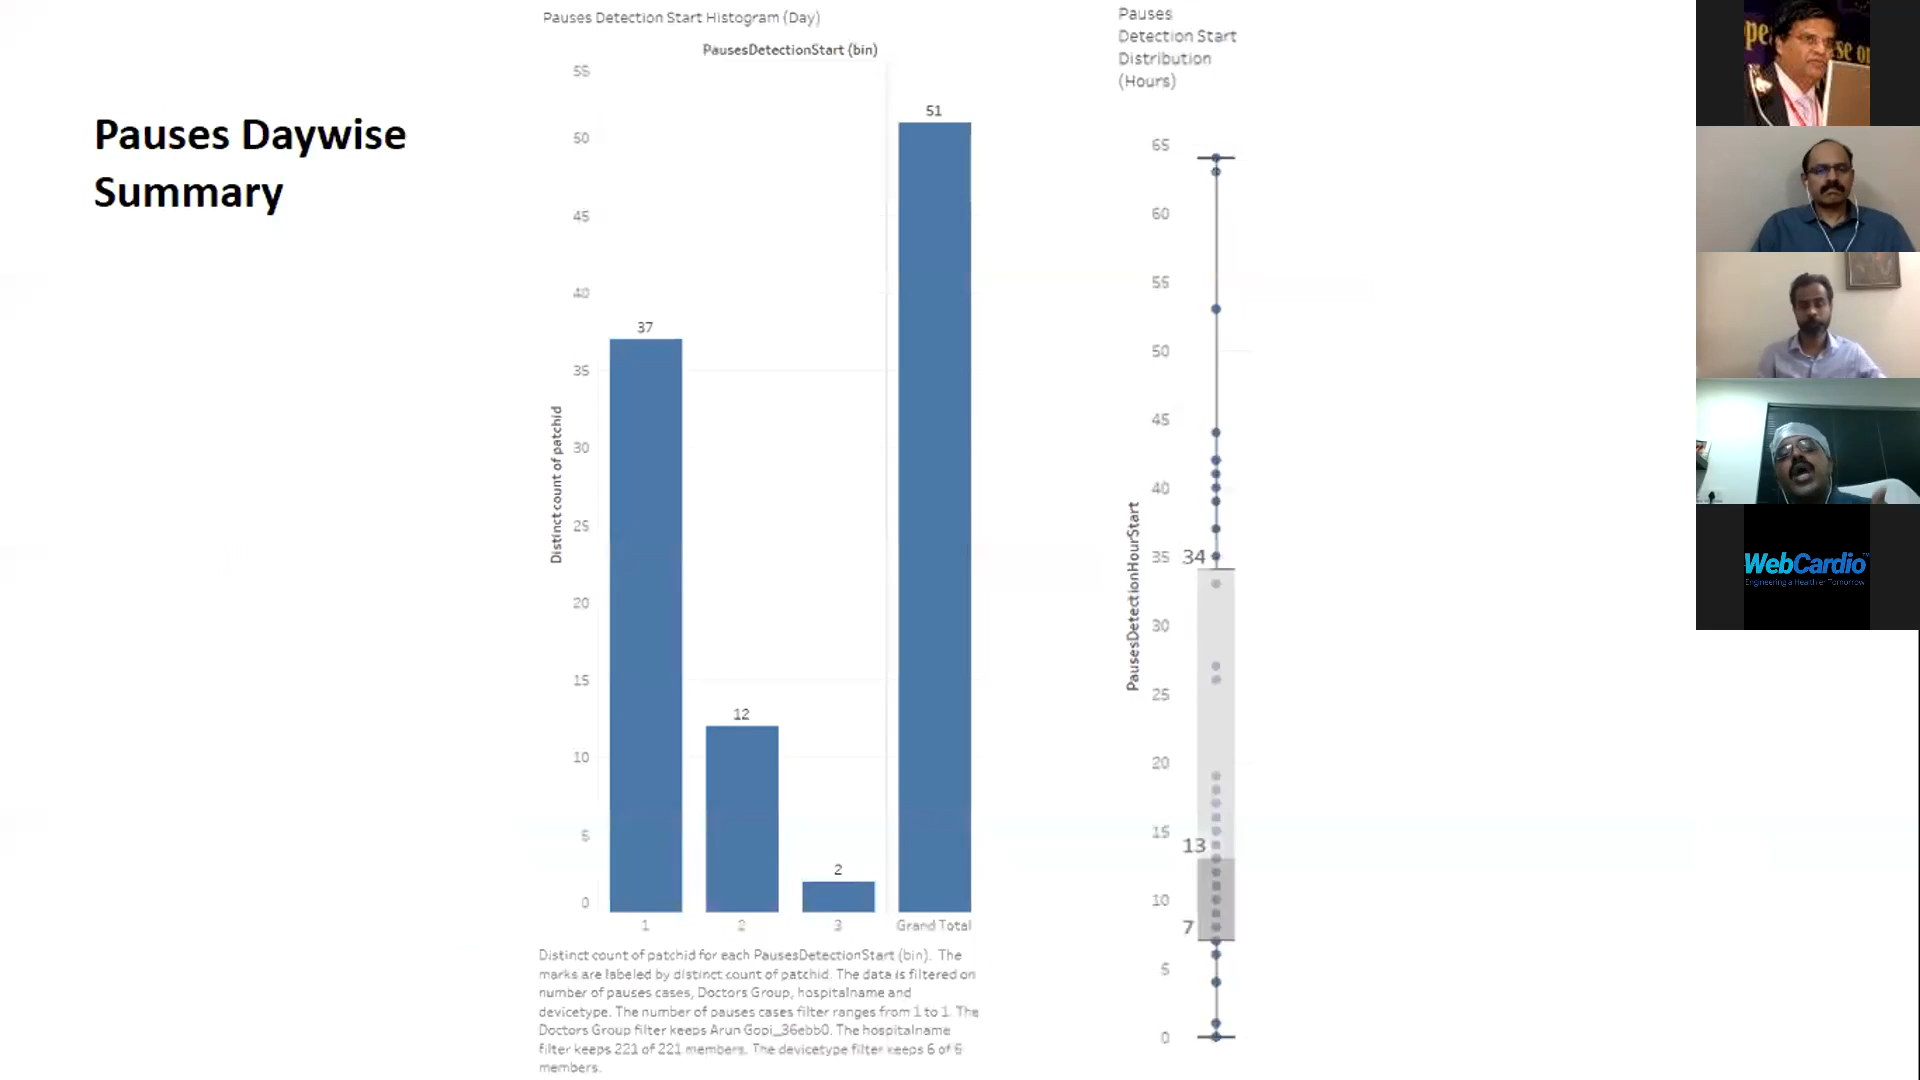 Pauses Daywise
Summary
Pauses Detection Start Histogram (Day)
PausesDetectionStart (bin)
55
50
45
40
35
30
25
20
15
10
5
0
Distinct count of patchid
37
12
2
51
1
2
3
Grand Total
Distinct count of patchid for each PausesDetectionStart (bin). The
marks are labeled by distinct count of patchid. The data is filtered on
number of pauses cases, Doctors Group, hospitalname and
devicetype. The number of pauses cases filter ranges from 1 to 1. The
Doctors Group filter keeps Arun Gopi_36ebb0. The hospitalname
filter keeps 221 of 221 members. The devicetype filter keeps 6 of 6
members.
Pauses
Detection Start
Distribution
(Hours)
65
60
55
50
45
40
35
30
25
20
15
10
5
0
PausesDetectionHourStart
34
13
7
WebCardio™
Engineering a Healthier Tomorrow